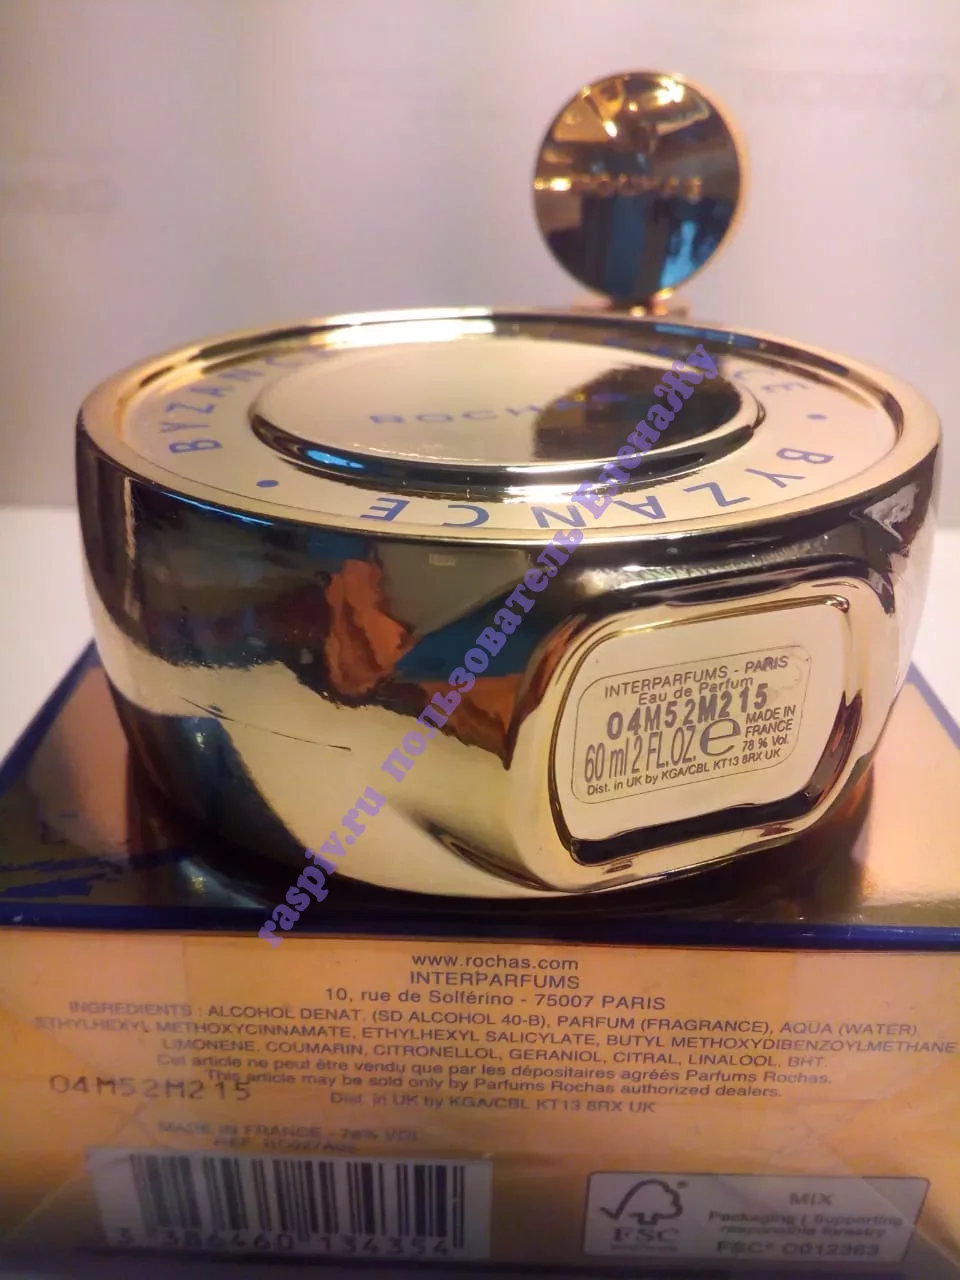 ROCHAS
BYZANCE
ROCHAS
BYZANCE
INTERPARFUMS - PARIS
Eau de Parfum
04M52M215
60 ml 2 FL.OZ. e MADE IN FRANCE
78 % Vol.
Dist. in UK by KGA/CBL KT13 8RX UK
raspiv.ru пользователь ЕленаЖу
www.rochas.com
INTERPARFUMS
10, rue de Solférino - 75007 PARIS
INGREDIENTS : ALCOHOL DENAT. (SD ALCOHOL 40-B), PARFUM (FRAGRANCE), AQUA (WATER),
ETHYLHEXYL METHOXYCINNAMATE, ETHYLHEXYL SALICYLATE, BUTYL METHOXYDIBENZOYLMETHANE
LIMONENE, COUMARIN, CITRONELLOL, GERANIOL, CITRAL, LINALOOL, BHT.
Cet article ne peut être vendu que par les dépositaires agréés Parfums Rochas.
This article may be sold only by Parfums Rochas authorized dealers.
04M52M215
Dist. in UK by KGA/CBL KT13 8RX UK
MADE IN FRANCE - 78% VOL
3 386460 134354
FSC
MIX
Packaging | Supporting
responsible forestry
FSC® C012363